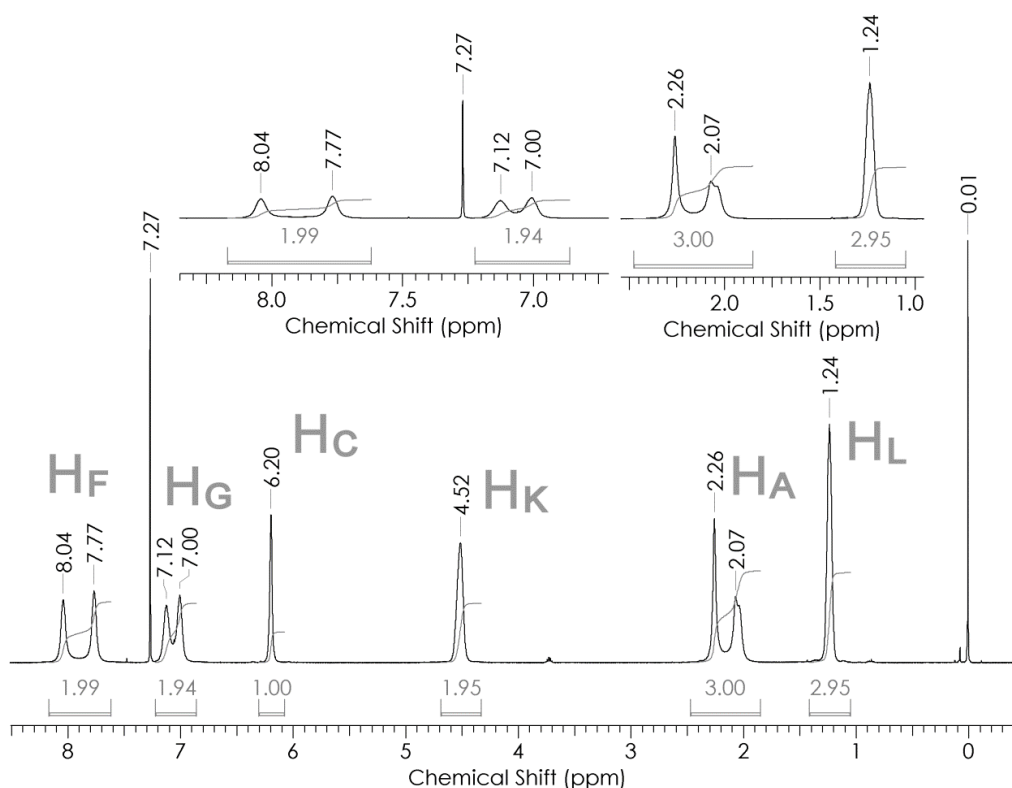 8.04
7.77
7.27
7.12
7.00
1.99
1.94
8.0 7.5 7.0
Chemical Shift (ppm)
2.26
2.07
1.24
3.00
2.95
2.0 1.5 1.0
Chemical Shift (ppm)
HF
HG
HC
HK
HA
HL
8.04
7.77
7.27
7.12
7.00
6.20
4.52
2.26
2.07
1.24
0.01
1.99 1.94 1.00 1.95 3.00 2.95
8 7 6 5 4 3 2 1 0
Chemical Shift (ppm)